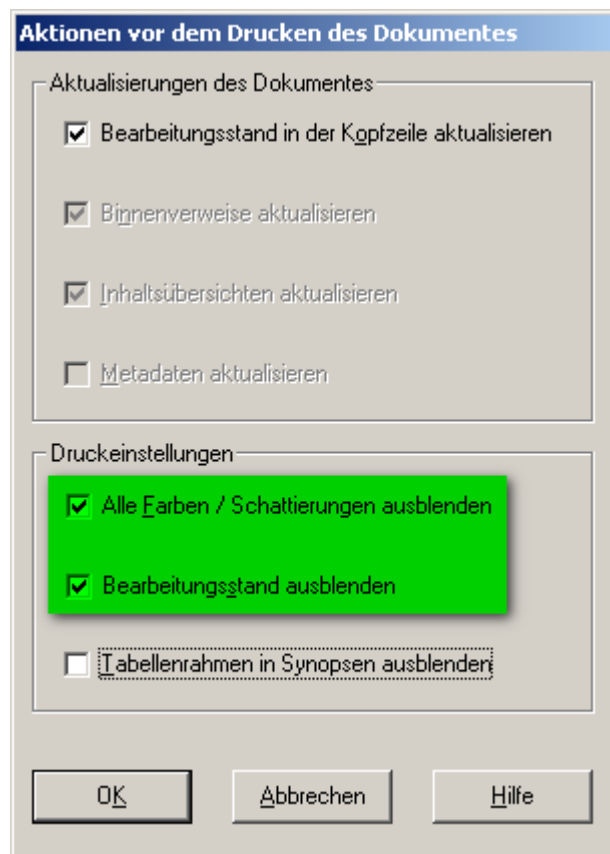 Aktionen vor dem Drucken des Dokumentes
Aktualisierungen des Dokumentes
Bearbeitungsstand in der Kopfzeile aktualisieren
Binnenverweise aktualisieren
Inhaltsübersichten aktualisieren
Metadaten aktualisieren
Druckeinstellungen
Alle Farben / Schattierungen ausblenden
Bearbeitungsstand ausblenden
Tabellenrahmen in Synopsen ausblenden
OK Abbrechen Hilfe